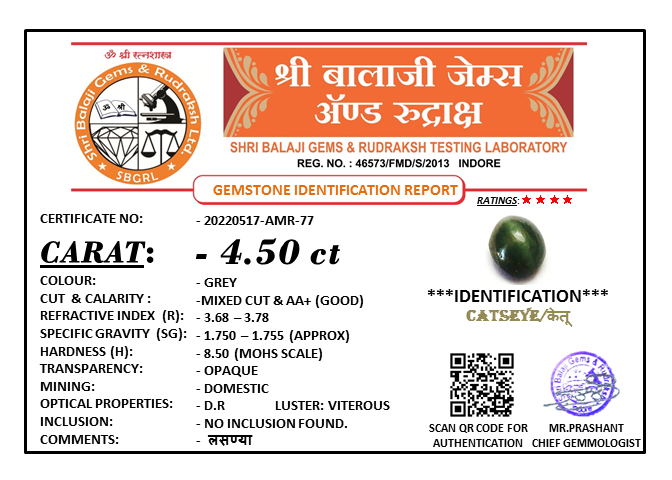 ॐ श्री रत्नशास्त्र
Shri Balaji Gems & Rudraksh Ltd.
SBGRL
श्री बालाजी जेम्स
ॲण्ड रुद्राक्ष
SHRI BALAJI GEMS & RUDRAKSH TESTING LABORATORY
REG. NO. : 46573/FMD/S/2013 INDORE
GEMSTONE IDENTIFICATION REPORT
RATINGS:
CERTIFICATE NO: - 20220517-AMR-77
CARAT: - 4.50 ct
COLOUR: - GREY
CUT & CALARITY : -MIXED CUT & AA+ (GOOD)
REFRACTIVE INDEX (R): - 3.68 – 3.78
SPECIFIC GRAVITY (SG): - 1.750 – 1.755 (APPROX)
HARDNESS (H): - 8.50 (MOHS SCALE)
TRANSPARENCY: - OPAQUE
MINING: - DOMESTIC
OPTICAL PROPERTIES: - D.R LUSTER: VITEROUS
INCLUSION: - NO INCLUSION FOUND.
COMMENTS: - लसण्या
***IDENTIFICATION***
CATSEYE/केतू
SCAN QR CODE FOR
AUTHENTICATION
MR.PRASHANT
CHIEF GEMMOLOGIST